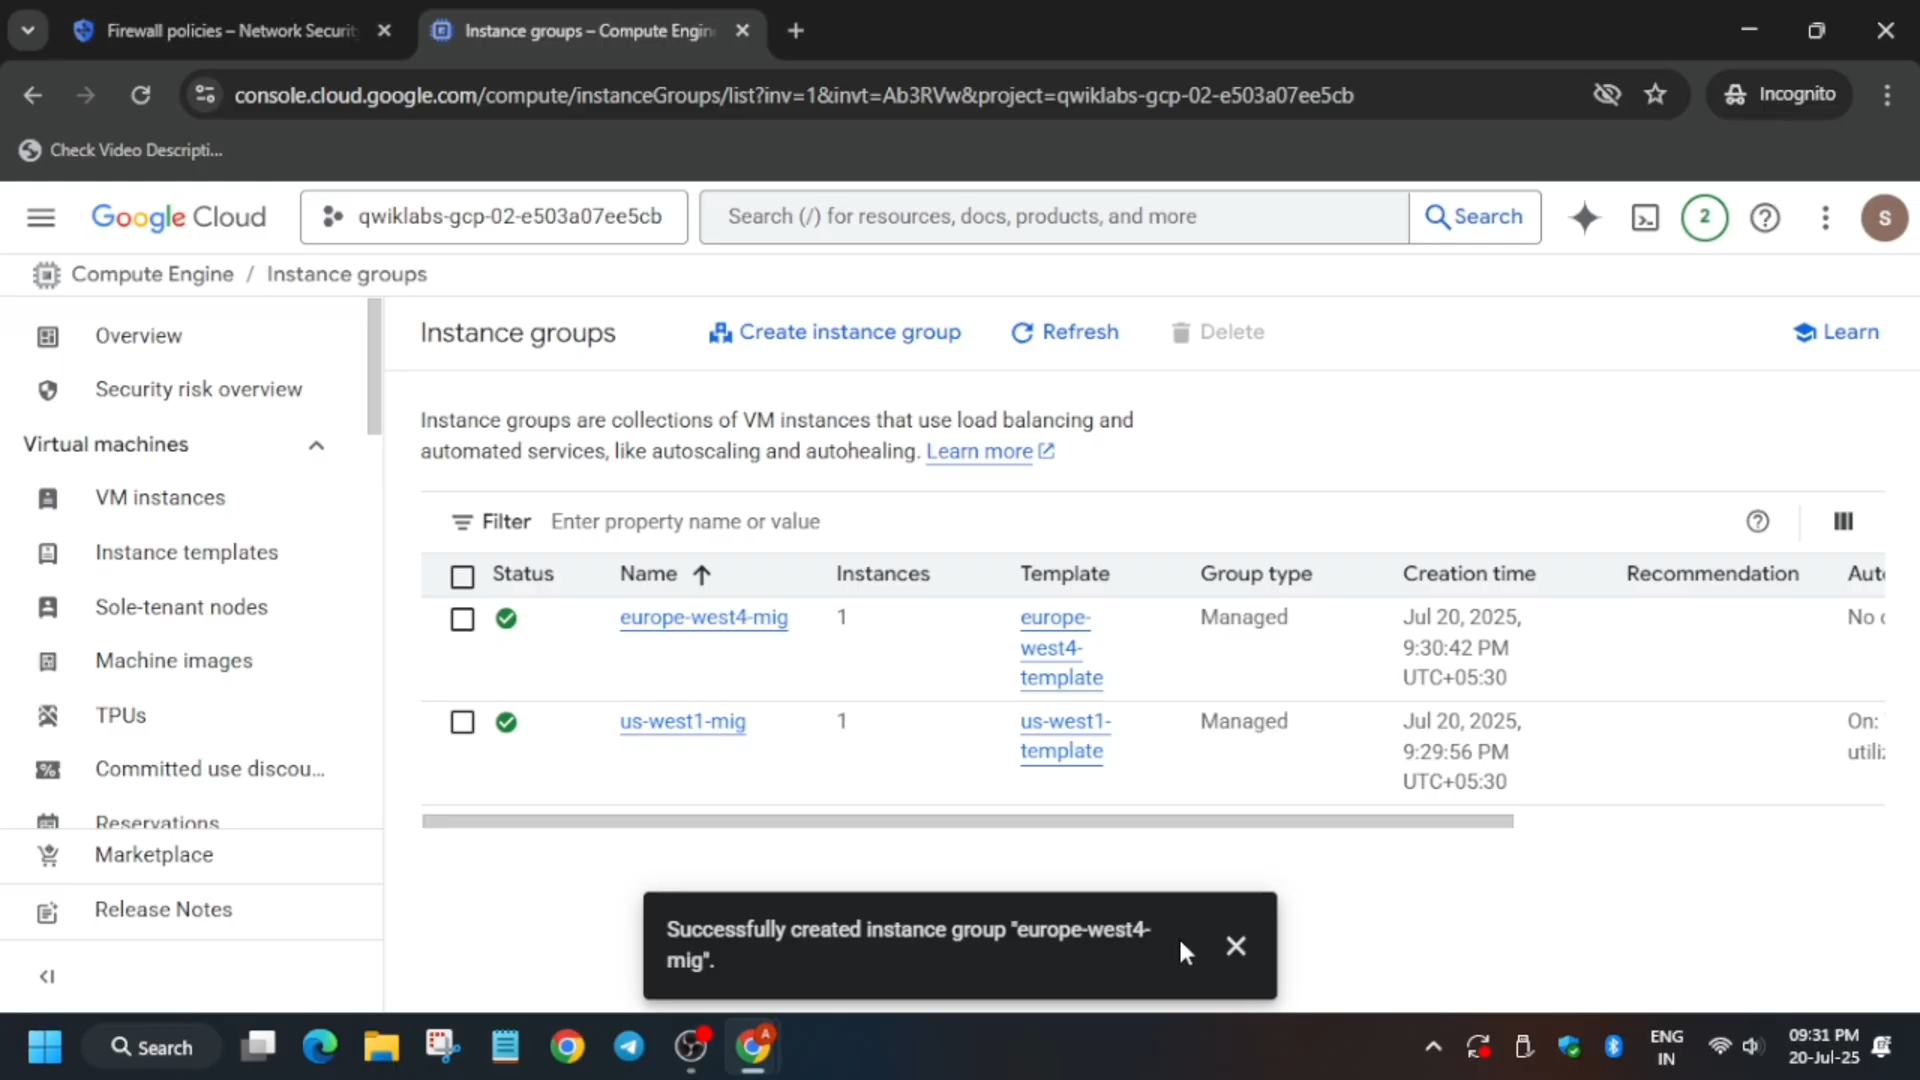 Firewall policies – Network Securit
Instance groups – Compute Engin
console.cloud.google.com/compute/instanceGroups/list?inv=1&invt=Ab3RVw&project=qwiklabs-gcp-02-e503a07ee5cb
Incognito
Check Video Descripti...
Google Cloud
qwiklabs-gcp-02-e503a07ee5cb
Search (/) for resources, docs, products, and more
Search
2
S
Compute Engine / Instance groups
Overview
Security risk overview
Virtual machines
VM instances
Instance templates
Sole-tenant nodes
Machine images
TPUs
Committed use discou...
Reservations
Marketplace
Release Notes
Instance groups
Create instance group
Refresh
Delete
Learn
Instance groups are collections of VM instances that use load balancing and
automated services, like autoscaling and autohealing. Learn more
Filter Enter property name or value
Status Name Instances Template Group type Creation time Recommendation Aut
europe-west4-mig 1 europe- Managed Jul 20, 2025, No
west4- 9:30:42 PM
template UTC+05:30
us-west1-mig 1 us-west1- Managed Jul 20, 2025, On:
template 9:29:56 PM utili
UTC+05:30
Successfully created instance group "europe-west4-
mig".
Search
A
ENG
IN
09:31 PM
20-Jul-25